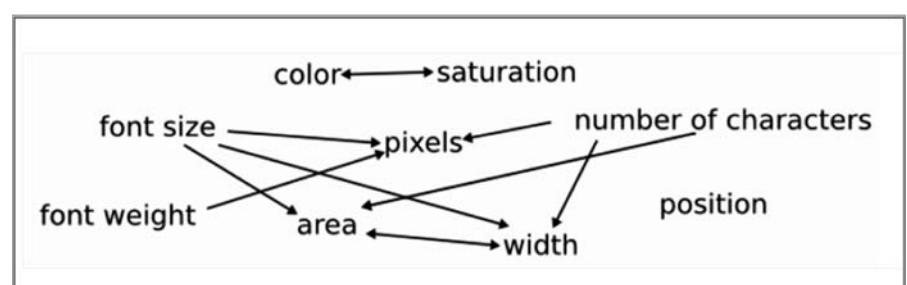 color saturation
font size number of characters
pixels
font weight position
area
width